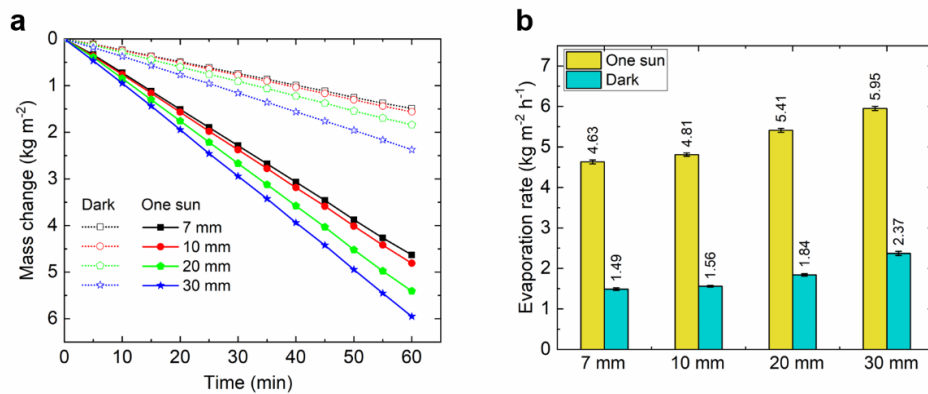 a
0
1
2
3
4
5
6
Mass change (kg m⁻²)
Dark One sun
7 mm
10 mm
20 mm
30 mm
0 10 20 30 40 50 60
Time (min)
b
7
6
5
4
3
2
1
0
Evaporation rate (kg m⁻² h⁻¹)
One sun
Dark
4.63
1.49
4.81
1.56
5.41
1.84
5.95
2.37
7 mm 10 mm 20 mm 30 mm